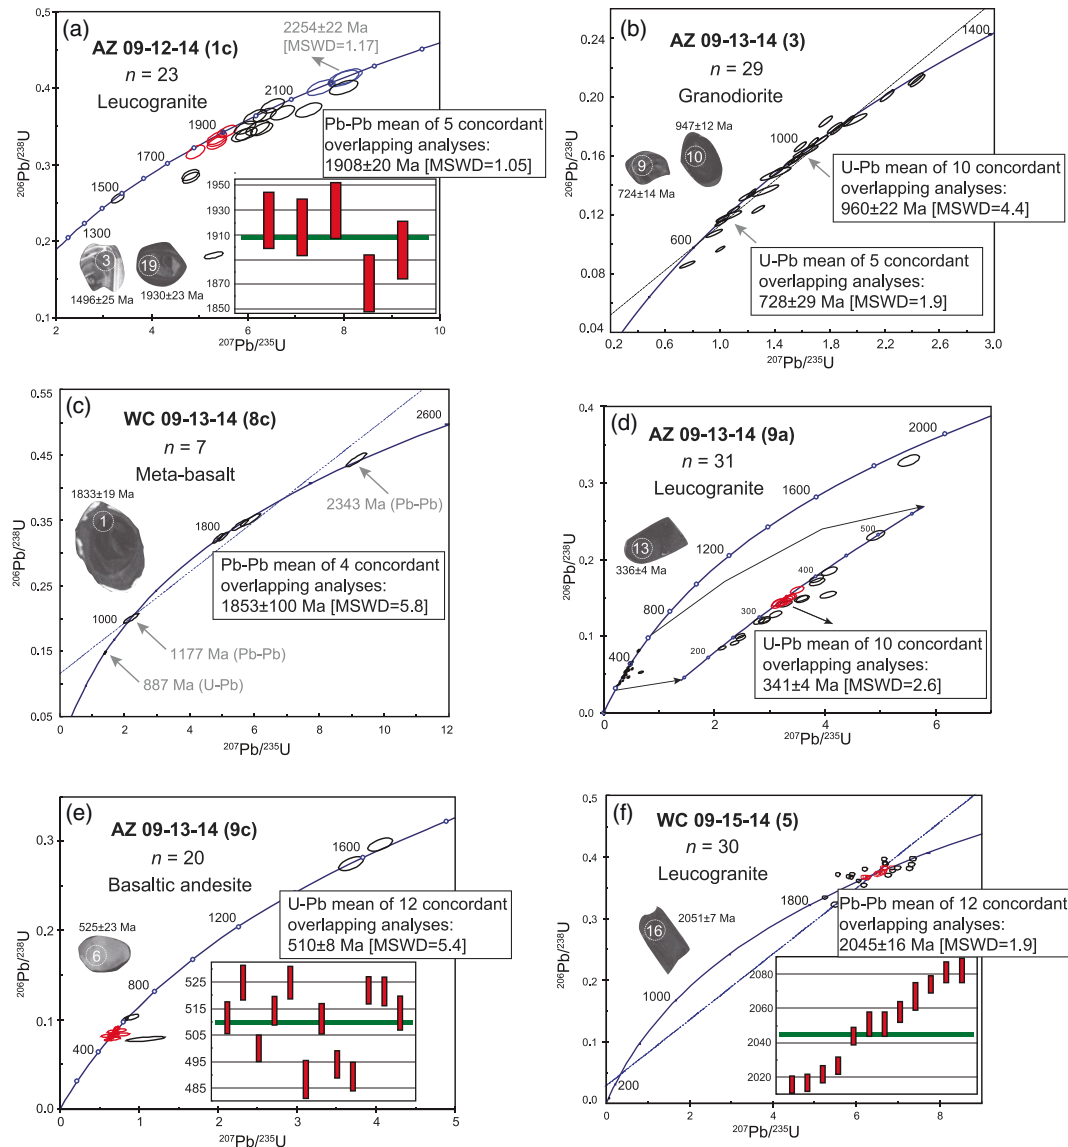 (a)
AZ 09-12-14 (1c)
n = 23
Leucogranite
2254±22 Ma
[MSWD=1.17]
Pb-Pb mean of 5 concordant
overlapping analyses:
1908±20 Ma [MSWD=1.05]
2100
1900
1700
1500
1300
1950
1930
1910
1890
1870
1850
3
19
1496±25 Ma
1930±23 Ma
0.5
0.4
0.3
0.2
0.1
2
4
6
8
10
206Pb/238U
207Pb/235U
(b)
AZ 09-13-14 (3)
n = 29
Granodiorite
1400
1000
600
947±12 Ma
10
9
724±14 Ma
U-Pb mean of 10 concordant
overlapping analyses:
960±22 Ma [MSWD=4.4]
U-Pb mean of 5 concordant
overlapping analyses:
728±29 Ma [MSWD=1.9]
0.24
0.20
0.16
0.12
0.08
0.04
0.2
0.6
1.0
1.4
1.8
2.2
2.6
3.0
206Pb/238U
207Pb/235U
(c)
WC 09-13-14 (8c)
n = 7
Meta-basalt
2600
1800
1000
1833±19 Ma
1
2343 Ma (Pb-Pb)
Pb-Pb mean of 4 concordant
overlapping analyses:
1853±100 Ma [MSWD=5.8]
1177 Ma (Pb-Pb)
887 Ma (U-Pb)
0.55
0.45
0.35
0.25
0.15
0.05
0
2
4
6
8
10
12
206Pb/238U
207Pb/235U
(d)
AZ 09-13-14 (9a)
n = 31
Leucogranite
2000
1600
1200
800
400
500
400
300
200
13
336±4 Ma
U-Pb mean of 10 concordant
overlapping analyses:
341±4 Ma [MSWD=2.6]
0.4
0.3
0.2
0.1
0.0
0
2
4
6
206Pb/238U
207Pb/235U
(e)
AZ 09-13-14 (9c)
n = 20
Basaltic andesite
1600
1200
800
400
525±23 Ma
6
U-Pb mean of 12 concordant
overlapping analyses:
510±8 Ma [MSWD=5.4]
525
515
505
495
485
0.3
0.2
0.1
0.0
0
1
2
3
4
5
206Pb/238U
207Pb/235U
(f)
WC 09-15-14 (5)
n = 30
Leucogranite
1800
1000
200
2051±7 Ma
16
Pb-Pb mean of 12 concordant
overlapping analyses:
2045±16 Ma [MSWD=1.9]
2080
2060
2040
2020
0.5
0.4
0.3
0.2
0.1
0.0
0
2
4
6
8
206Pb/238U
207Pb/235U